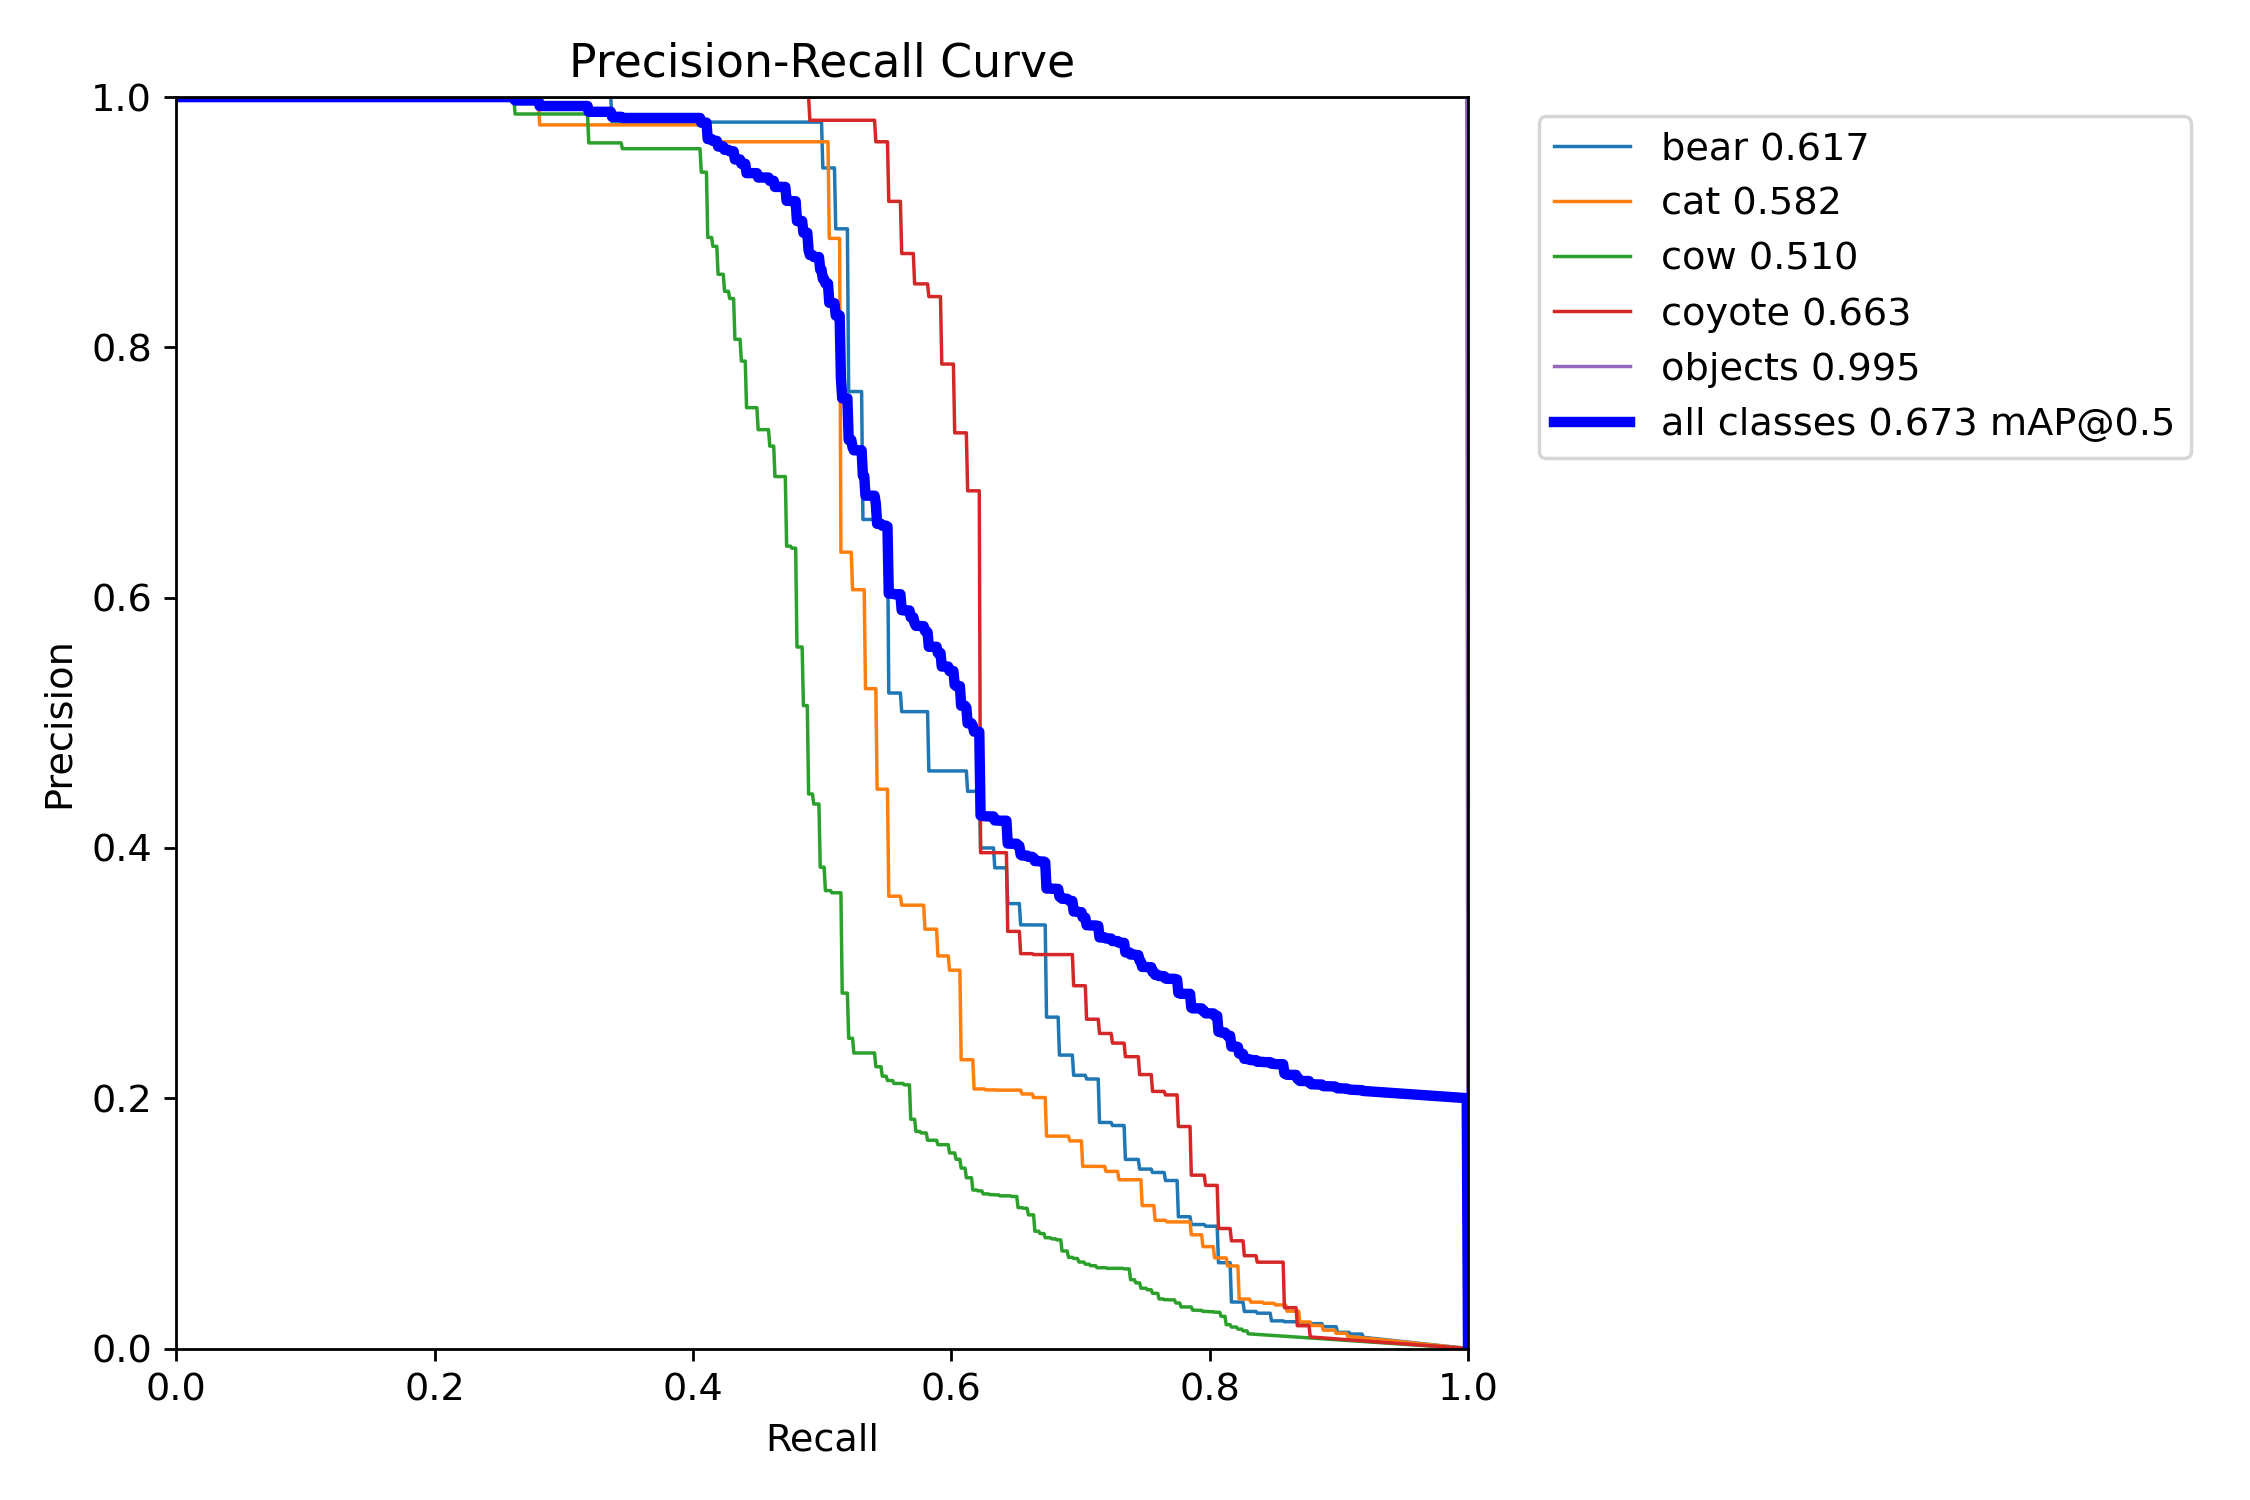 Precision-Recall Curve
1.0
0.8
0.6
0.4
0.2
0.0
Precision
0.0 0.2 0.4 0.6 0.8 1.0
Recall
bear 0.617
cat 0.582
cow 0.510
coyote 0.663
objects 0.995
all classes 0.673 mAP@0.5